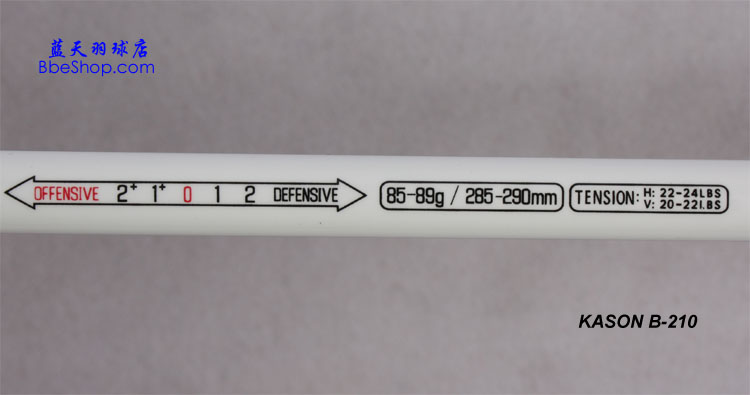 蓝天羽球店
BbeShop.com
OFFENSIVE 2+ 1+ 0 1 2 DEFENSIVE
85-89g / 285-290mm
TENSION: H: 22-24LBS
V: 20-22LBS
KASON B-210